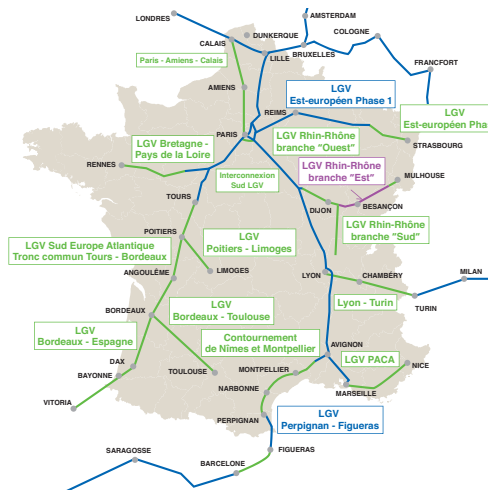 LONDRES
AMSTERDAM
DUNKERQUE
COLOGNE
CALAIS
BRUXELLES
LILLE
Paris - Amiens - Calais
FRANCFORT
AMIENS
LGV
Est-européen Phase 1
REIMS
LGV
Est-européen Pha
PARIS
LGV Bretagne -
Pays de la Loire
LGV Rhin-Rhône
branche "Ouest"
STRASBOURG
RENNES
Interconnexion
Sud LGV
LGV Rhin-Rhône
branche "Est"
MULHOUSE
TOURS
DIJON
BESANÇON
POITIERS
LGV Rhin-Rhône
branche "Sud"
LGV Sud Europe Atlantique
Tronc commun Tours - Bordeaux
LGV
Poitiers - Limoges
ANGOULÊME
LIMOGES
LYON
CHAMBÉRY
MILAN
LGV
Bordeaux - Toulouse
Lyon - Turin
TURIN
BORDEAUX
LGV
Bordeaux - Espagne
Contournement
de Nîmes et Montpellier
AVIGNON
LGV PACA
NICE
DAX
BAYONNE
TOULOUSE
MONTPELLIER
MARSEILLE
NARBONNE
VITORIA
PERPIGNAN
LGV
Perpignan - Figueras
SARAGOSSE
FIGUERAS
BARCELONE